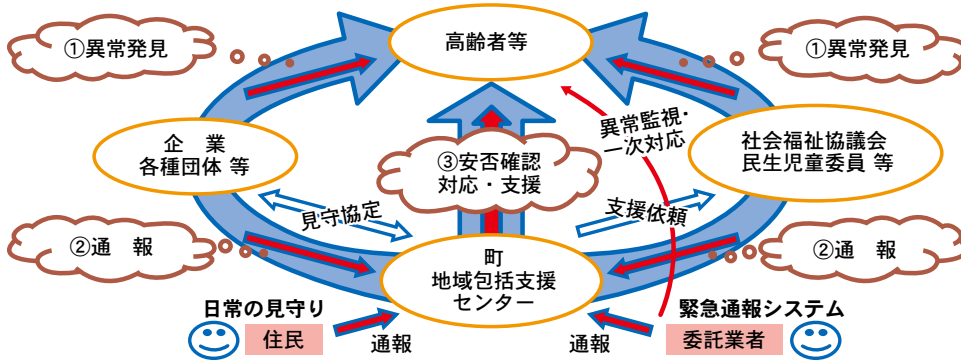 ①異常発見
高齢者等
①異常発見
企　業
各種団体 等
③安否確認
対応・支援
異常監視・
一次対応
社会福祉協議会
民生児童委員 等
見守協定
支援依頼
②通　報
町
地域包括支援
センター
②通　報
日常の見守り
住民
通報
緊急通報システム
通報
委託業者